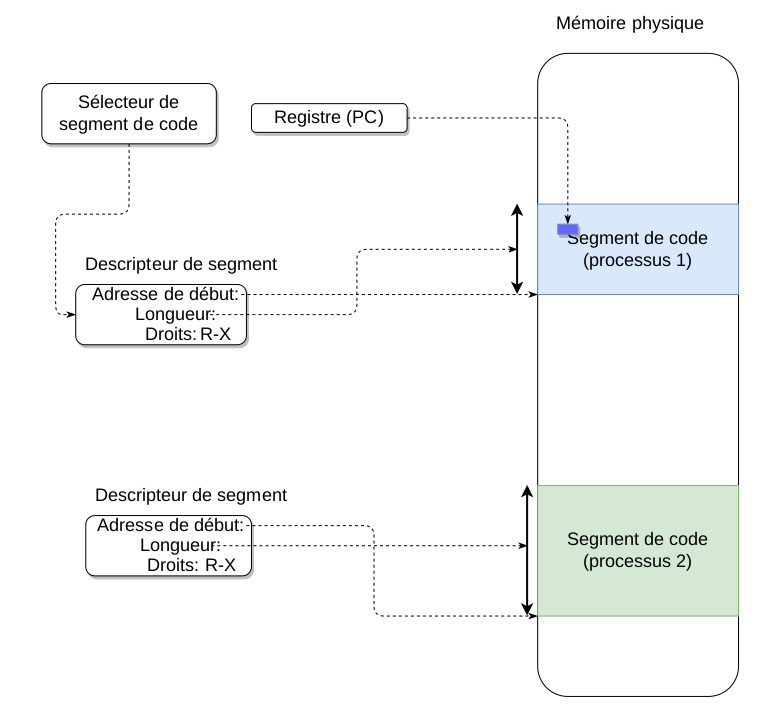 Mémoire physique
Sélecteur de
segment de code
Registre (PC)
Segment de code
(processus 1)
Descripteur de segment
Adresse de début:
Longueur:
Droits: R-X
Descripteur de segment
Adresse de début:
Longueur:
Droits: R-X
Segment de code
(processus 2)